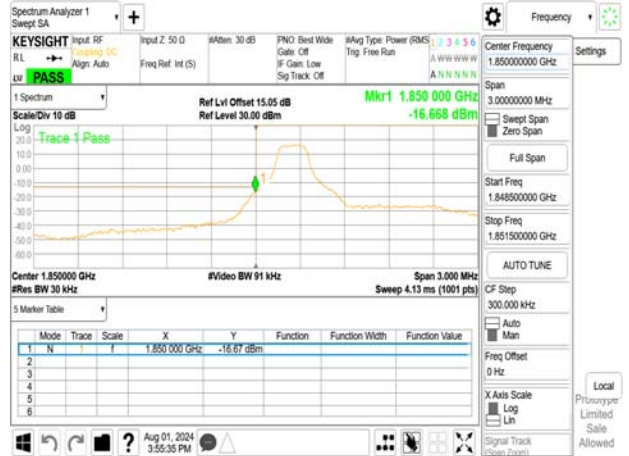 Spectrum Analyzer 1
Swept SA
+
Frequency
KEYSIGHT Input: RF Input Z: 50 Ω #Atten: 30 dB PNO: Best Wide #Avg Type: Power (RMS 1 2 3 4 5 6
RL Coupling: DC Gate: Off Trig: Free Run A WW WW W
Align: Auto Freq Ref: Int (S) IF Gain: Low
Sig Track: Off A N N N N N
PASS
1 Spectrum
Ref Lvl Offset 15.05 dB Mkr1 1.850 000 GHz
Scale/Div 10 dB Ref Level 30.00 dBm -16.668 dBm
Log
Trace 1 Pass
20.0
10.0
0.00
-10.0
-20.0
-30.0
-40.0
-50.0
-60.0
1
Center 1.850000 GHz #Video BW 91 kHz Span 3.000 MHz
#Res BW 30 kHz Sweep 4.13 ms (1001 pts)
5 Marker Table
Mode Trace Scale X Y Function Function Width Function Value
1 N 1 f 1.850 000 GHz -16.67 dBm
2
3
4
5
6
Aug 01, 2024
3:55:35 PM
Center Frequency
1.850000000 GHz
Settings
Span
3.00000000 MHz
Swept Span
Zero Span
Full Span
Start Freq
1.848500000 GHz
Stop Freq
1.851500000 GHz
AUTO TUNE
CF Step
300.000 kHz
Auto
Man
Freq Offset
0 Hz
X Axis Scale
Log
Lin
Signal Track
(Span Zoom)
Local
Prototype
Limited
Sale
Allowed